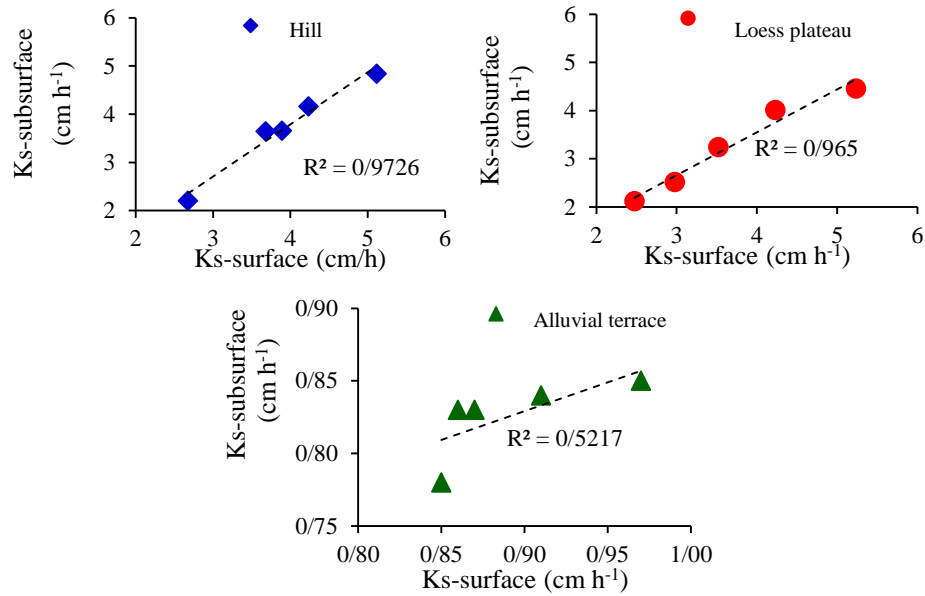 Hill
Ks-subsurface
(cm h⁻¹)
6
5
4
3
2
R² = 0/9726
2 3 4 5 6
Ks-surface (cm/h)
Loess plateau
Ks-subsurface
(cm h⁻¹)
6
5
4
3
2
R² = 0/965
2 3 4 5 6
Ks-surface (cm h⁻¹)
Alluvial terrace
Ks-subsurface
(cm h⁻¹)
0/90
0/85
0/80
0/75
R² = 0/5217
0/80 0/85 0/90 0/95 1/00
Ks-surface (cm h⁻¹)